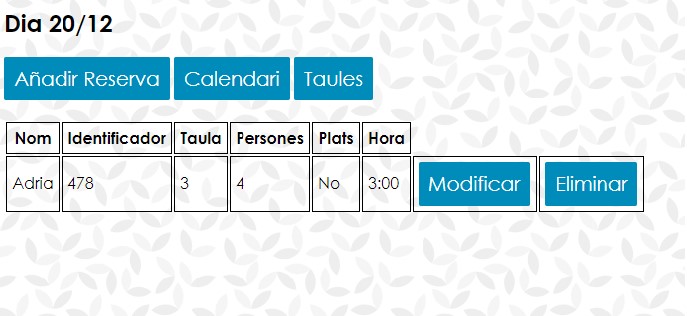 Dia 20/12
Añadir Reserva Calendari Taules
Nom Identificador Taula Persones Plats Hora
Adria 478 3 4 No 3:00 Modificar Eliminar